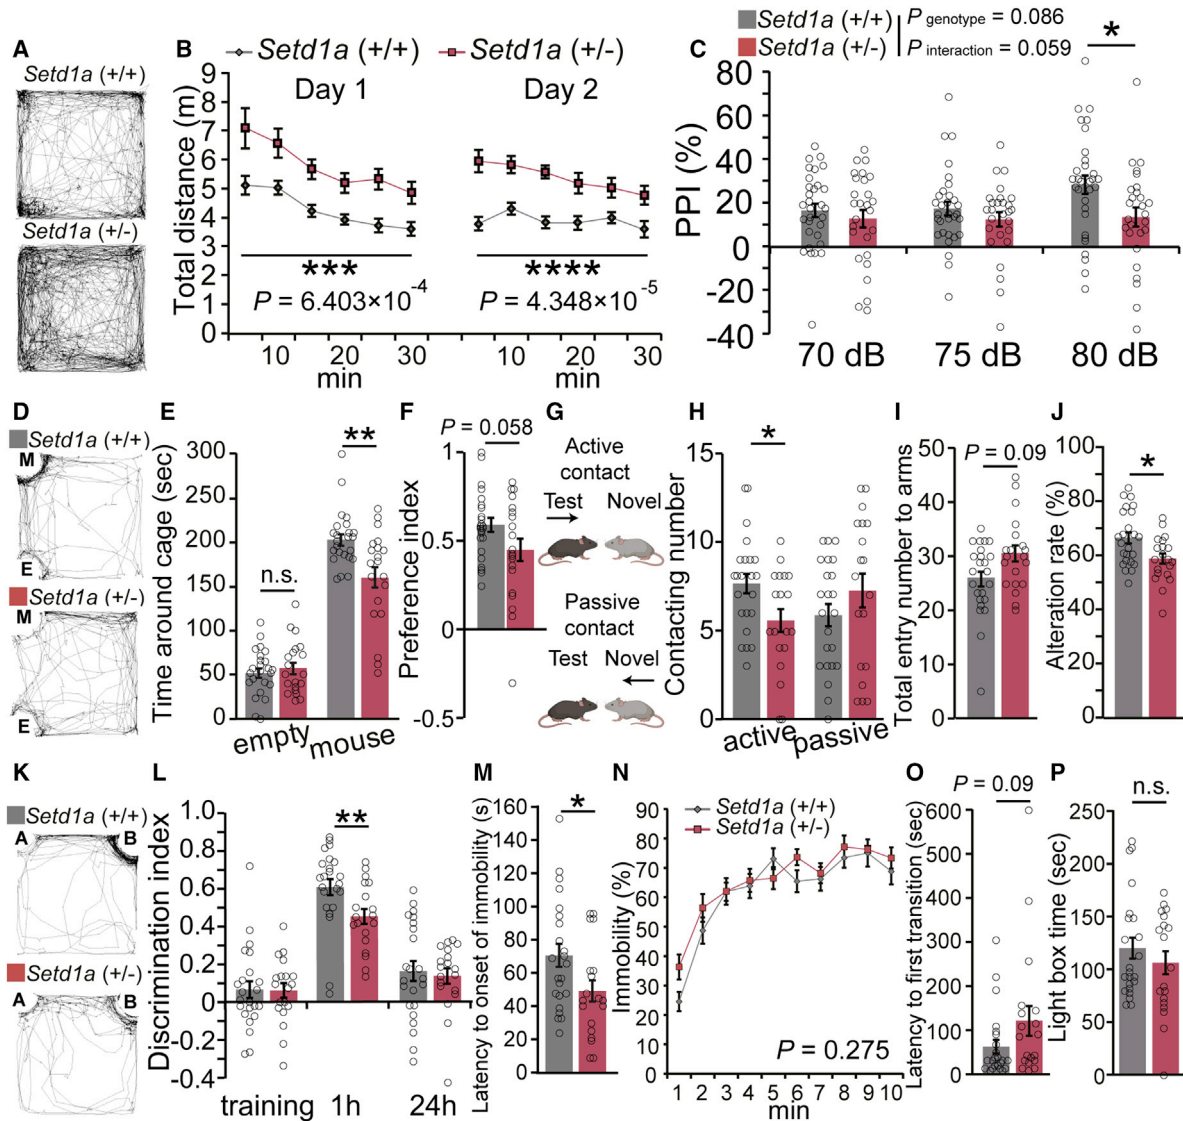 A
Setd1a (+/+)
Setd1a (+/-)
B
Setd1a (+/+)
Setd1a (+/-)
Total distance (m)
9
8
7
6
5
4
3
2
1
0
Day 1
Day 2
***
P = 6.403×10-4
****
P = 4.348×10-5
10 20 30
10 20 30
min
min
C
Setd1a (+/+)
Setd1a (+/-)
P genotype = 0.086
P interaction = 0.059
*
PPI (%)
80
60
40
20
0
-20
-40
70 dB
75 dB
80 dB
D
Setd1a (+/+)
M
E
Setd1a (+/-)
M
E
E
Time around cage (sec)
300
250
200
150
100
50
0
n.s.
**
empty
mouse
F
P = 0.058
Preference index
1
0.5
0
-0.5
G
Active
contact
Test Novel
Passive
contact
Test Novel
H
Contacting number
15
10
5
0
*
active
passive
I
Total entry number to arms
50
40
30
20
10
0
P = 0.09
J
Alteration rate (%)
100
80
60
40
20
0
*
K
Setd1a (+/+)
A B
Setd1a (+/-)
A B
L
Discrimination index
1.0
0.8
0.6
0.4
0.2
0
-0.2
-0.4
**
training
1h
24h
M
Latency to onset of immobility (s)
160
140
120
100
80
60
40
20
0
*
N
Setd1a (+/+)
Setd1a (+/-)
Immobility (%)
90
80
70
60
50
40
30
20
10
0
P = 0.275
1 2 3 4 5 6 7 8 9 10
min
O
P = 0.09
Latency to first transition (sec)
600
500
400
300
200
100
0
P
n.s.
Light box time (sec)
250
200
150
100
50
0